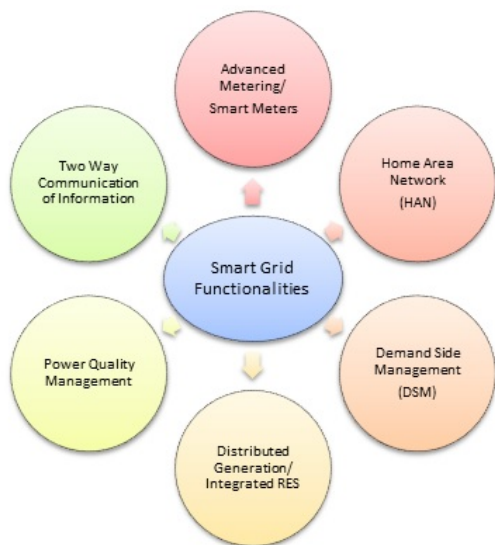 Advanced
Metering/
Smart Meters
Two Way
Communication
of Information
Home Area
Network
(HAN)
Smart Grid
Functionalities
Power Quality
Management
Demand Side
Management
(DSM)
Distributed
Generation/
Integrated RES